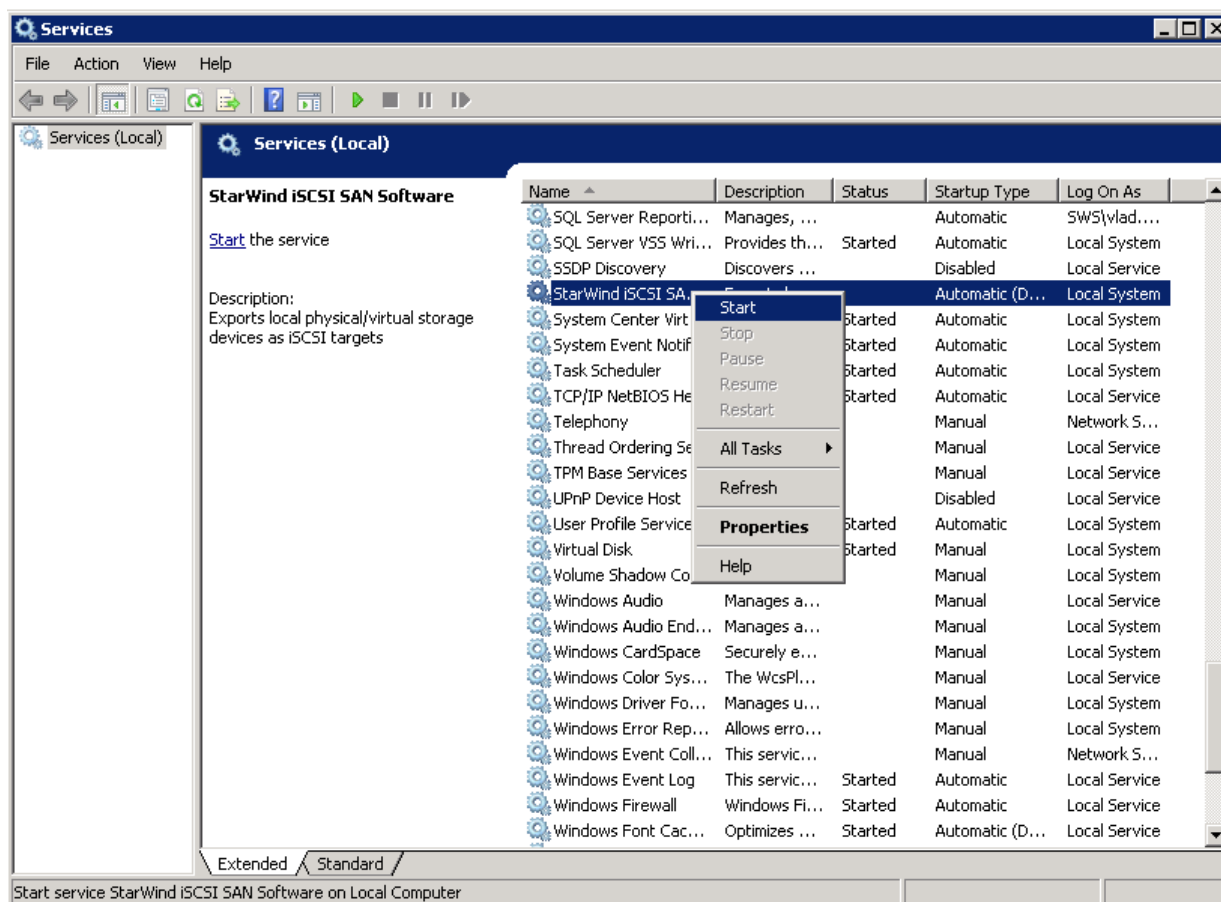 Services
File Action View Help
Services (Local)
Services (Local)
StarWind iSCSI SAN Software
Start the service
Description:
Exports local physical/virtual storage
devices as iSCSI targets
Name Description Status Startup Type Log On As
SQL Server Reporti... Manages, ... Automatic SWS\vlad....
SQL Server VSS Wri... Provides th... Started Automatic Local System
SSDP Discovery Discovers ... Disabled Local Service
StarWind iSCSI SA... Automatic (D... Local System
System Center Virt Started Automatic Local System
System Event Notif Started Automatic Local System
Task Scheduler Started Automatic Local System
TCP/IP NetBIOS He Started Automatic Local Service
Telephony Manual Network S...
Thread Ordering Se Manual Local Service
TPM Base Services Manual Local Service
UPnP Device Host Disabled Local Service
User Profile Service Started Automatic Local System
Virtual Disk Started Manual Local System
Volume Shadow Co Manual Local System
Windows Audio Manages a... Manual Local Service
Windows Audio End... Manages a... Manual Local System
Windows CardSpace Securely e... Manual Local System
Windows Color Sys... The WcsPl... Manual Local Service
Windows Driver Fo... Manages u... Manual Local System
Windows Error Rep... Allows erro... Manual Local System
Windows Event Coll... This servic... Manual Network S...
Windows Event Log This servic... Started Automatic Local Service
Windows Firewall Windows Fi... Started Automatic Local Service
Windows Font Cac... Optimizes ... Started Automatic (D... Local Service
Start
Stop
Pause
Resume
Restart
All Tasks
Refresh
Properties
Help
Extended Standard
Start service StarWind iSCSI SAN Software on Local Computer